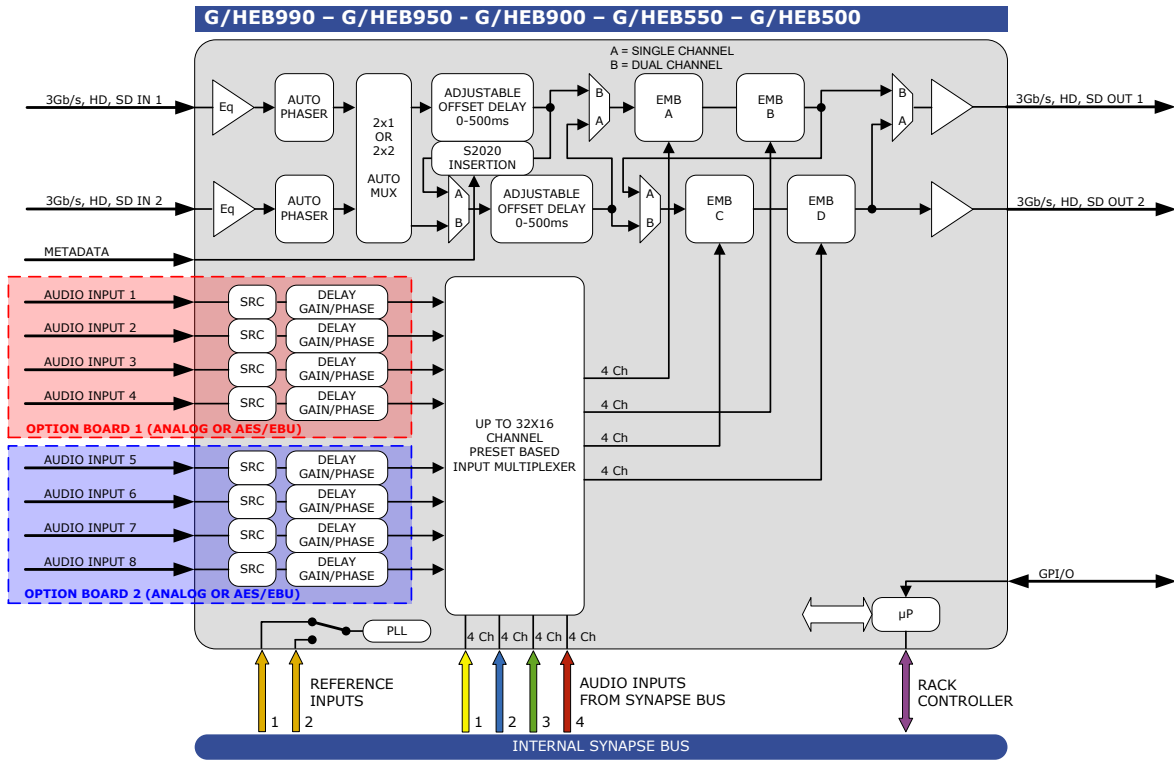 G/HEB990 – G/HEB950 - G/HEB900 – G/HEB550 – G/HEB500
A = SINGLE CHANNEL
B = DUAL CHANNEL
3Gb/s, HD, SD IN 1
Eq
AUTO
PHASER
2x1
OR
2x2
AUTO
MUX
ADJUSTABLE
OFFSET DELAY
0-500ms
S2020
INSERTION
B
A
EMB
A
EMB
B
B
A
3Gb/s, HD, SD OUT 1
3Gb/s, HD, SD IN 2
Eq
AUTO
PHASER
A
B
ADJUSTABLE
OFFSET DELAY
0-500ms
A
B
EMB
C
EMB
D
3Gb/s, HD, SD OUT 2
METADATA
AUDIO INPUT 1
SRC
DELAY
GAIN/PHASE
AUDIO INPUT 2
SRC
DELAY
GAIN/PHASE
AUDIO INPUT 3
SRC
DELAY
GAIN/PHASE
AUDIO INPUT 4
SRC
DELAY
GAIN/PHASE
OPTION BOARD 1 (ANALOG OR AES/EBU)
AUDIO INPUT 5
SRC
DELAY
GAIN/PHASE
AUDIO INPUT 6
SRC
DELAY
GAIN/PHASE
AUDIO INPUT 7
SRC
DELAY
GAIN/PHASE
AUDIO INPUT 8
SRC
DELAY
GAIN/PHASE
OPTION BOARD 2 (ANALOG OR AES/EBU)
UP TO 32X16
CHANNEL
PRESET BASED
INPUT MULTIPLEXER
4 Ch
4 Ch
4 Ch
4 Ch
GPI/O
µP
PLL
4 Ch
4 Ch
4 Ch
4 Ch
REFERENCE
INPUTS
1
2
AUDIO INPUTS
FROM SYNAPSE BUS
1
2
3
4
RACK
CONTROLLER
INTERNAL SYNAPSE BUS